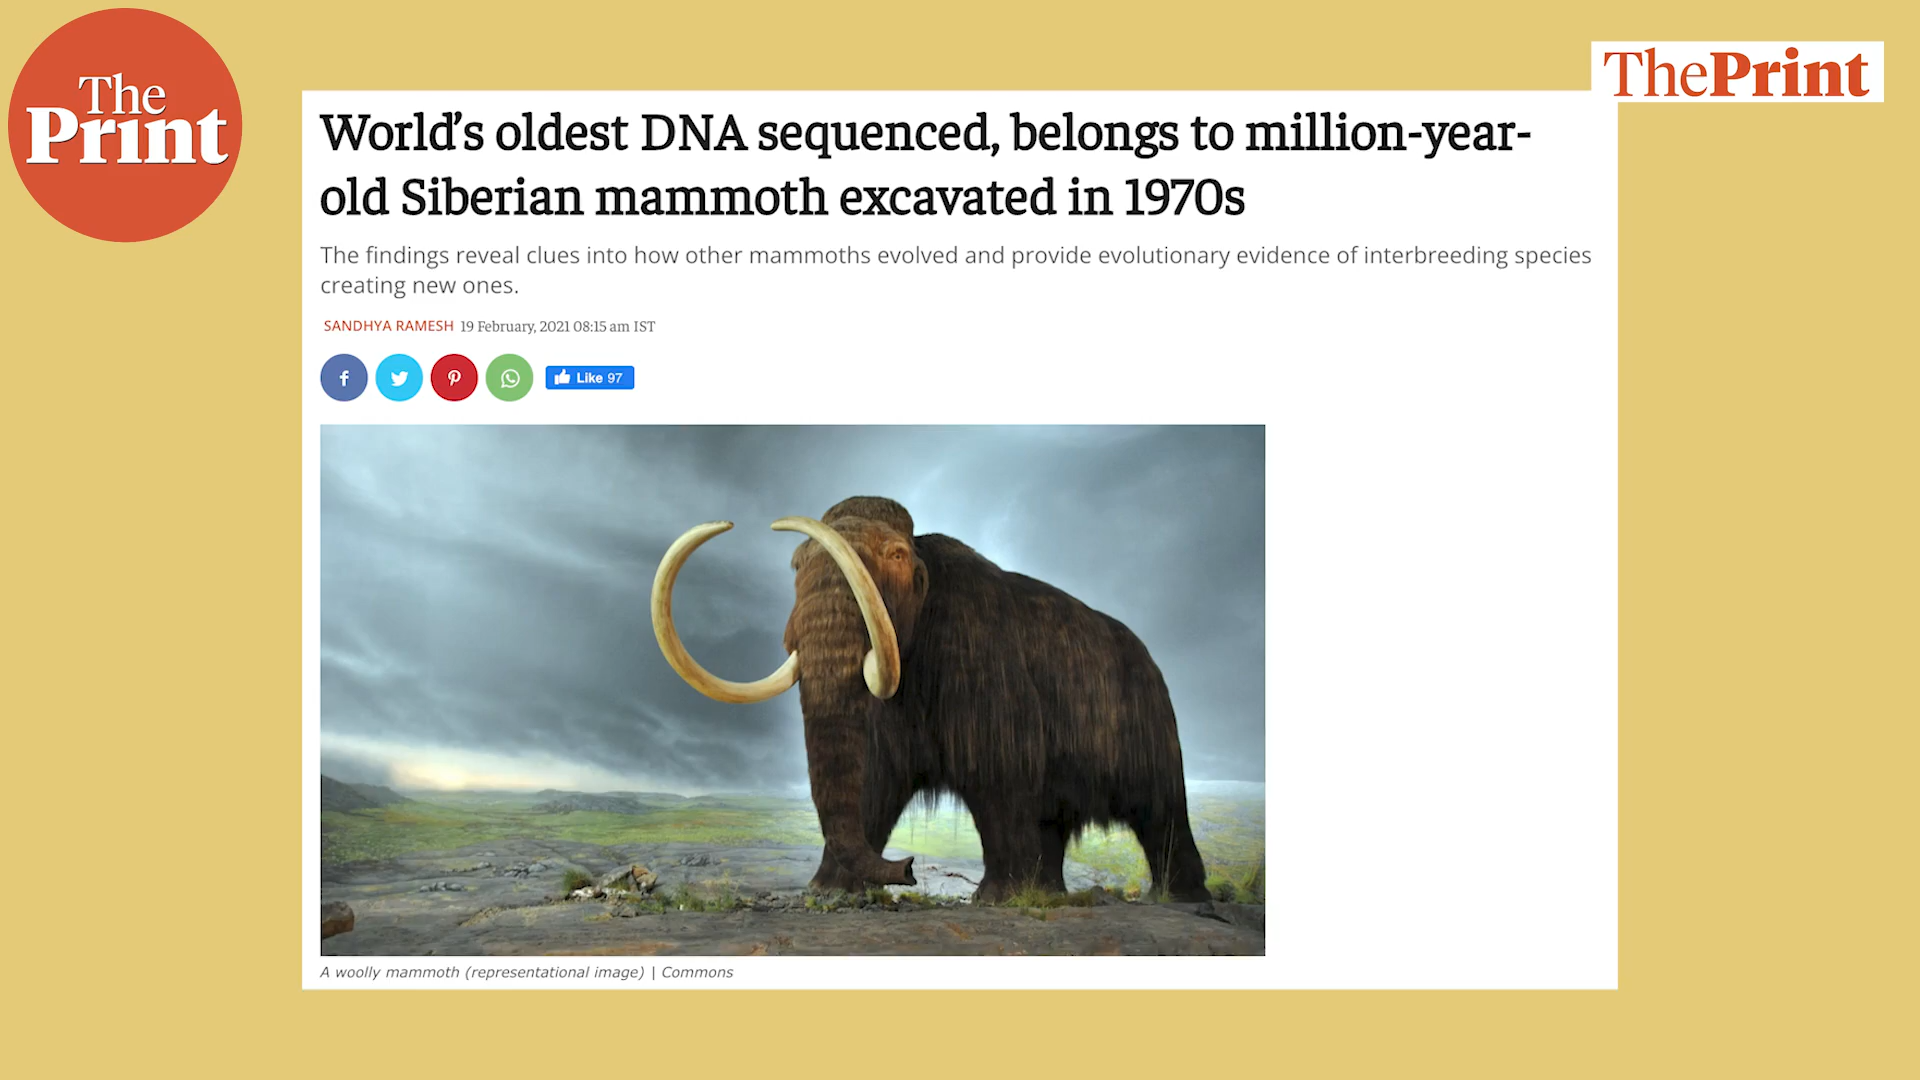 The
Print
ThePrint
World's oldest DNA sequenced, belongs to million-year-
old Siberian mammoth excavated in 1970s
The findings reveal clues into how other mammoths evolved and provide evolutionary evidence of interbreeding species
creating new ones.
SANDHYA RAMESH 19 February, 2021 08:15 am IST
Like 97
A woolly mammoth (representational image) | Commons